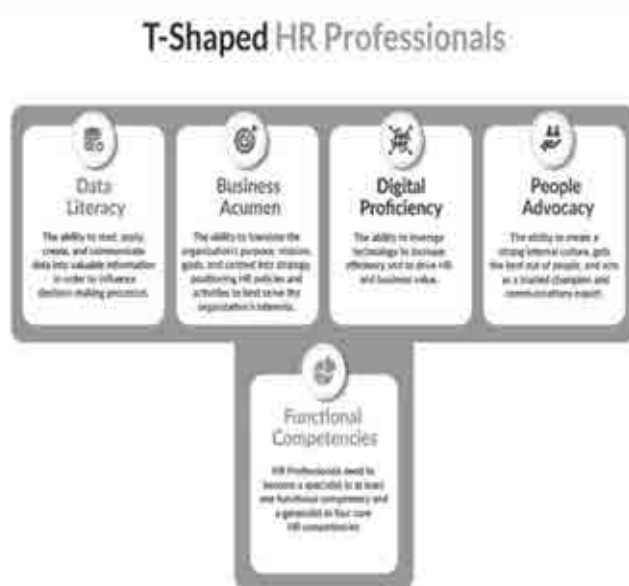 T-Shaped HR Professionals
Data
Literacy
The ability to read, apply,
create, and communicate
data into valuable information
in order to influence
decision-making processes.
Business
Acumen
The ability to translate the
organization's purpose, mission,
goals, and context into strategy,
positioning HR policies and
activities to best serve the
organization's interests.
Digital
Proficiency
The ability to leverage
technology to increase
efficiency and to drive HR
and business value.
People
Advocacy
The ability to create a
strong internal culture, gets
the best out of people, and acts
as a trusted champion and
communications expert.
Functional
Competencies
HR Professionals need to
become a specialist in at least
one functional competency and
a generalist in four core
HR competencies